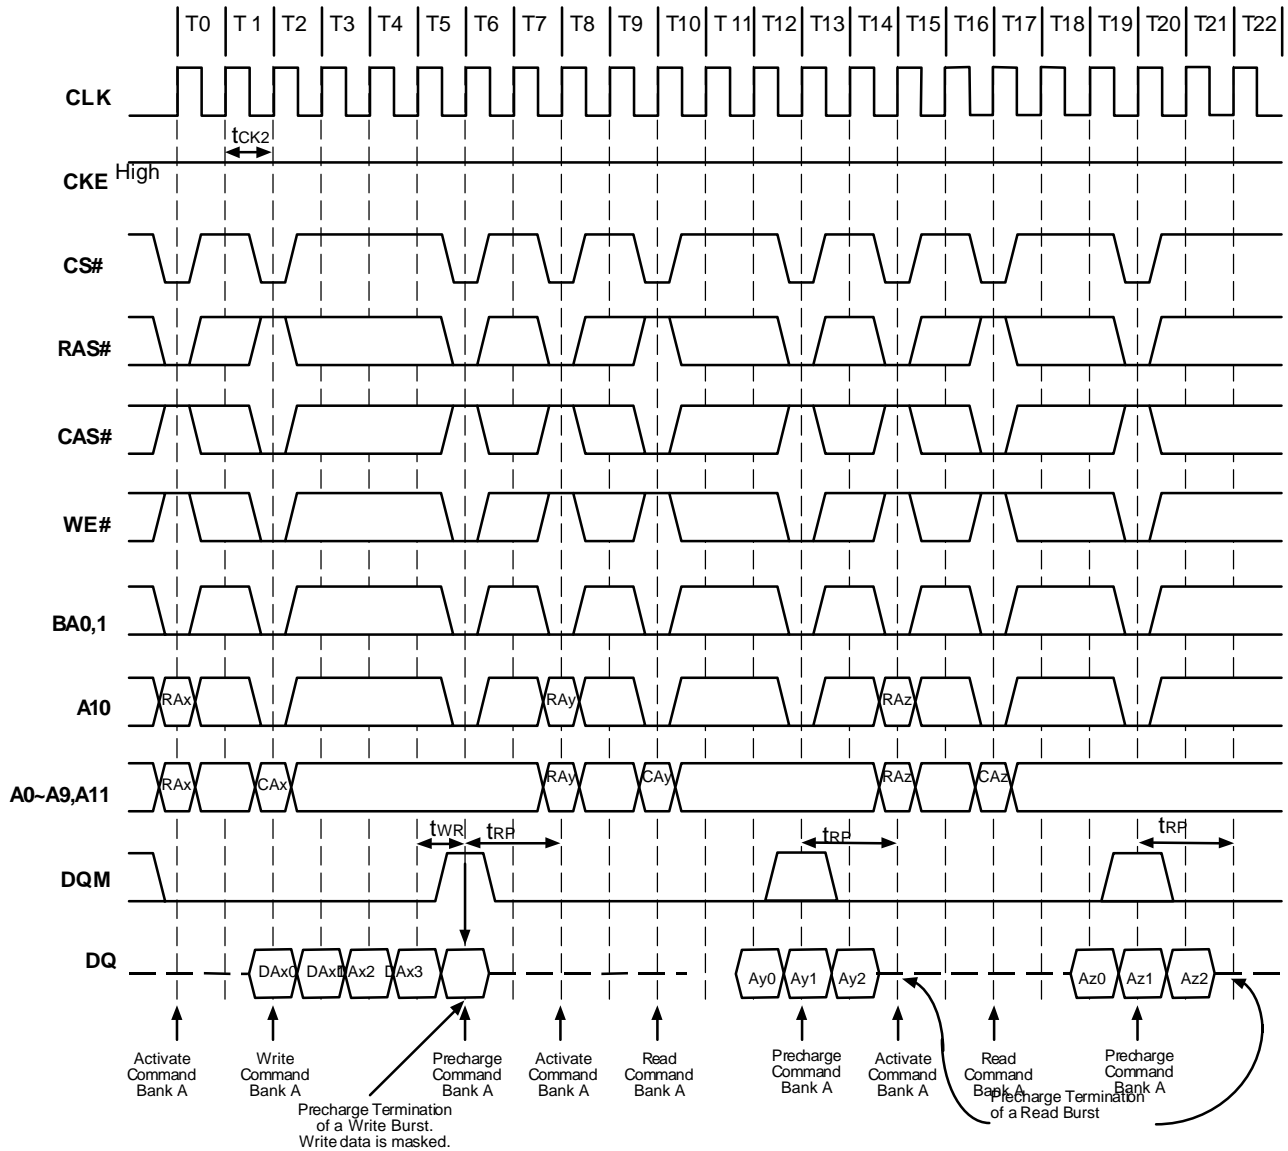 T0 T1 T2 T3 T4 T5 T6 T7 T8 T9 T10 T11 T12 T13 T14 T15 T16 T17 T18 T19 T20 T21 T22
CLK
tCK2
High
CKE
CS#
RAS#
CAS#
WE#
BA0,1
A10
RAx RAy RAz
A0~A9,A11
RAx CAx RAy CAy RAz CAz
tWR tRP tRP tRP
DQM
DQ
DAx0 DAx1 DAx2 DAx3 Ay0 Ay1 Ay2 Az0 Az1 Az2
Activate
Command
Bank A
Write
Command
Bank A
Precharge
Command
Bank A
Activate
Command
Bank A
Read
Command
Bank A
Precharge
Command
Bank A
Activate
Command
Bank A
Read
Command
Bank A
Precharge
Command
Bank A
Precharge Termination
of a Write Burst.
Write data is masked.
Precharge Termination
of a Read Burst